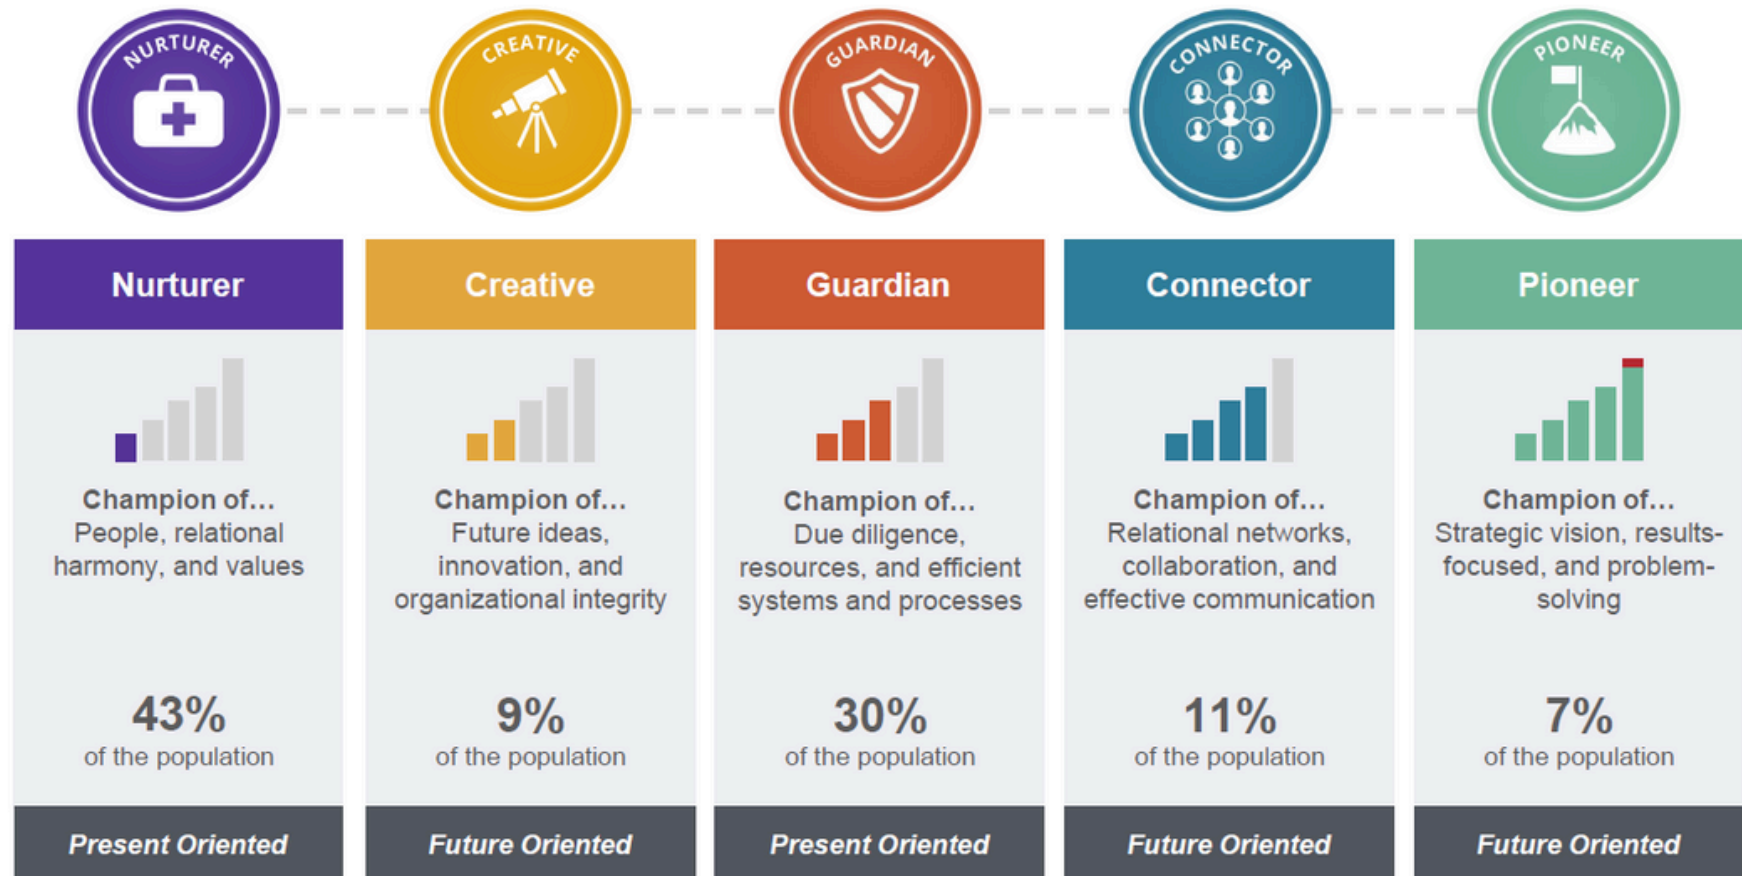 NURTURER
CREATIVE
GUARDIAN
CONNECTOR
PIONEER
Nurturer
Champion of...
People, relational
harmony, and values
43%
of the population
Present Oriented
Creative
Champion of...
Future ideas,
innovation, and
organizational integrity
9%
of the population
Future Oriented
Guardian
Champion of...
Due diligence,
resources, and efficient
systems and processes
30%
of the population
Present Oriented
Connector
Champion of...
Relational networks,
collaboration, and
effective communication
11%
of the population
Future Oriented
Pioneer
Champion of...
Strategic vision, results-
focused, and problem-
solving
7%
of the population
Future Oriented